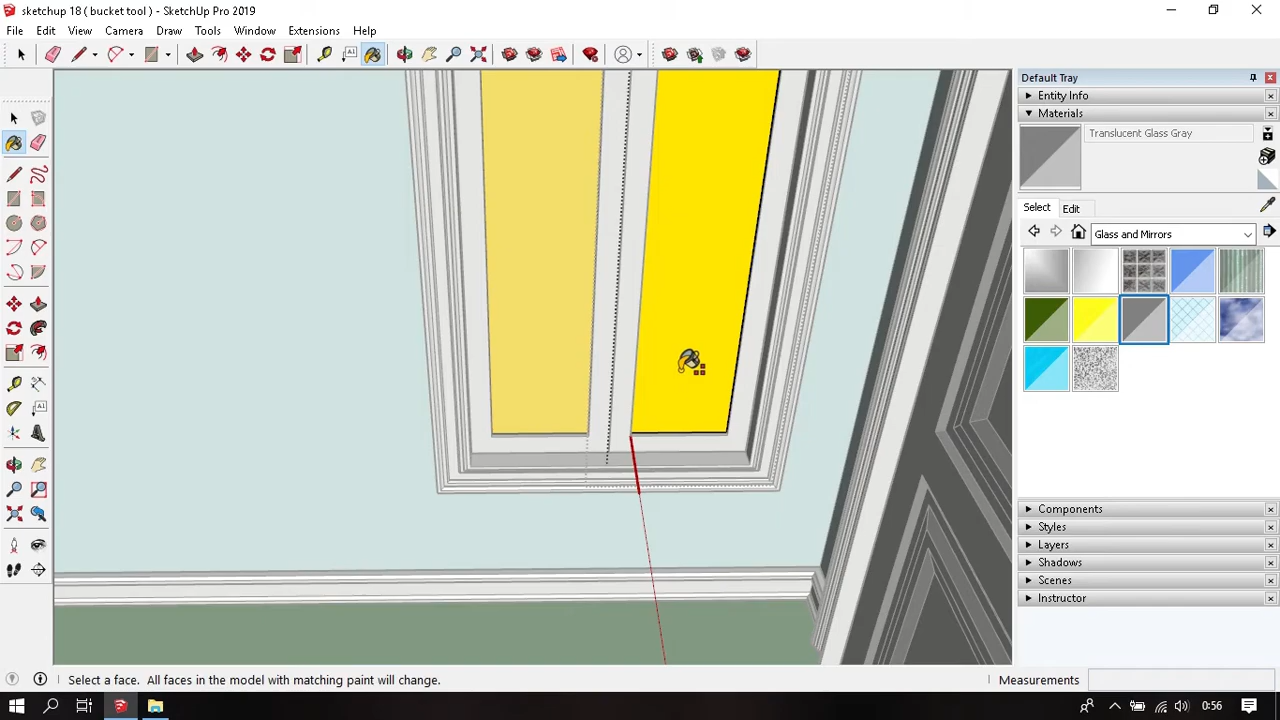 sketchup 18 ( bucket tool ) - SketchUp Pro 2019
File Edit View Camera Draw Tools Window Extensions Help
Default Tray
Entity Info
Materials
Translucent Glass Gray
Select Edit
Glass and Mirrors
Components
Styles
Layers
Shadows
Scenes
Instructor
Select a face. All faces in the model with matching paint will change.
Measurements
0:56